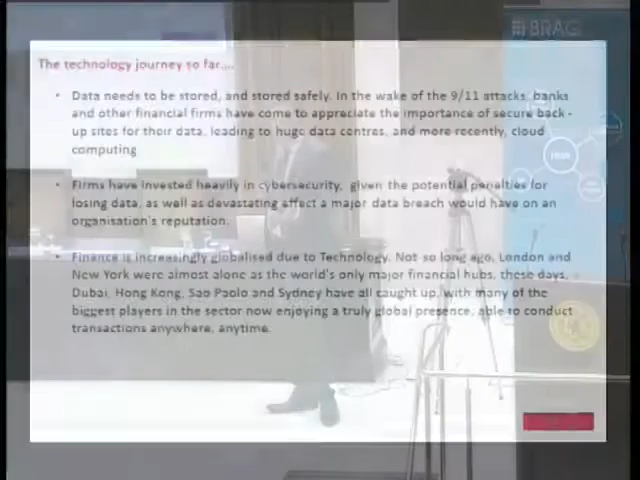 BRAC
The technology journey so far....
• Data needs to be stored, and stored safely. In the wake of the 9/11 attacks, banks
and other financial firms have come to appreciate the importance of secure back -
up sites for their data, leading to huge data centres, and more recently, cloud
computing
• Firms have invested heavily in cybersecurity, given the potential penalties for
losing data, as well as devastating affect a major data breach would have on an
organisation's reputation.
• Finance is increasingly globalised due to Technology. Not-so long ago, London and
New York were almost alone as the world's only major financial hubs, these days,
Dubai, Hong Kong, Sao Paolo and Sydney have all caught up, with many of the
biggest players in the sector now enjoying a truly global presence, able to conduct
transactions anywhere, anytime.